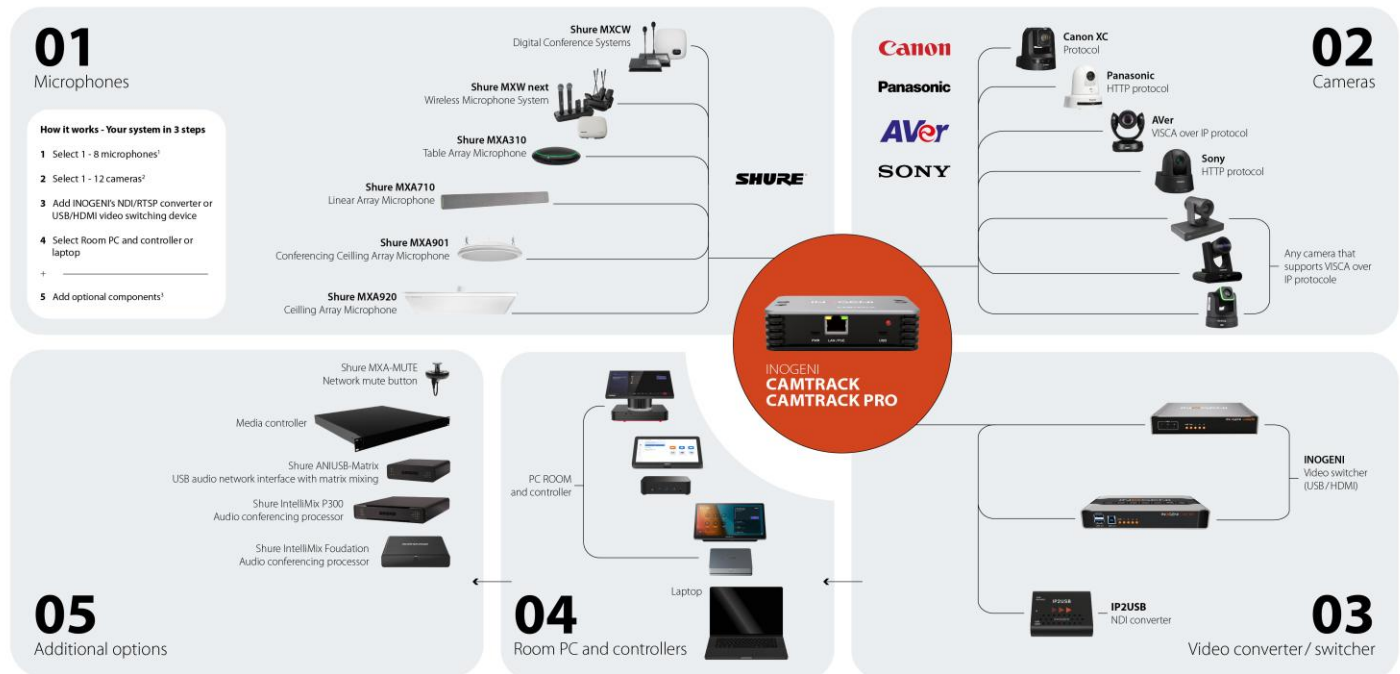 01
Microphones
How it works - Your system in 3 steps
1 Select 1 - 8 microphones¹
2 Select 1 - 12 cameras²
3 Add INOGENI's NDI/RTSP converter or
USB/HDMI video switching device
4 Select Room PC and controller or
laptop
+
5 Add optional components³
Shure MXCW
Digital Conference Systems
Shure MXW next
Wireless Microphone System
Shure MXA310
Table Array Microphone
Shure MXA710
Linear Array Microphone
Shure MXA901
Conferencing Ceilling Array Microphone
Shure MXA920
Ceilling Array Microphone
SHURE
Canon
Panasonic
AVer
SONY
Canon XC
Protocol
Panasonic
HTTP protocol
AVer
VISCA over IP protocol
Sony
HTTP protocol
Any camera that
supports VISCA over
IP protocole
02
Cameras
PWR LAN/POE USB
INOGENI
CAMTRACK
CAMTRACK PRO
Shure MXA-MUTE
Network mute button
Media controller
Shure ANIUSB-Matrix
USB audio network interface with matrix mixing
Shure IntelliMix P300
Audio conferencing processor
Shure IntelliMix Foudation
Audio conferencing processor
05
Additional options
PC ROOM
and controller
Laptop
04
Room PC and controllers
INOGENI
Video switcher
(USB/HDMI)
IP2USB
IP2USB
NDI converter
03
Video converter / switcher